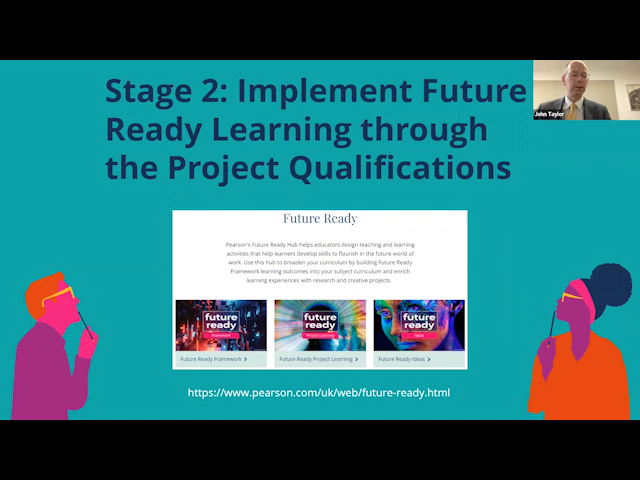 Stage 2: Implement Future
Ready Learning through
the Project Qualifications
John Taylor
Future Ready
Pearson's Future Ready Hub helps educators design teaching and learning
activities that help learners develop skills to flourish in the future world of
work. Use this hub to broaden your curriculum by building Future Ready
Framework learning outcomes into your subject curriculum and enrich
learning experiences with research and creative projects.
future
ready
Framework
future
ready
future
ready
Ideas
Future Ready Framework >
Future Ready Project Learning >
Future Ready Ideas >
https://www.pearson.com/uk/web/future-ready.html